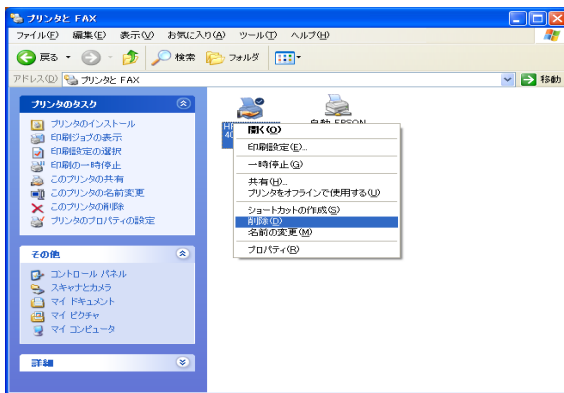 プリンタと FAX
ファイル(F) 編集(E) 表示(V) お気に入り(A) ツール(T) ヘルプ(H)
戻る 検索 フォルダ
アドレス(D) プリンタと FAX 移動
プリンタのタスク
プリンタのインストール
印刷ジョブの表示
印刷設定の選択
印刷の一時停止
このプリンタの共有
このプリンタの名前変更
このプリンタの削除
プリンタのプロパティの設定
その他
コントロール パネル
スキャナとカメラ
マイ ドキュメント
マイ ピクチャ
マイ コンピュータ
詳細
自動 EPSON
開く(O)
印刷設定(E)...
一時停止(G)
共有(H)...
プリンタをオフラインで使用する(U)
ショートカットの作成(S)
削除(D)
名前の変更(M)
プロパティ(R)